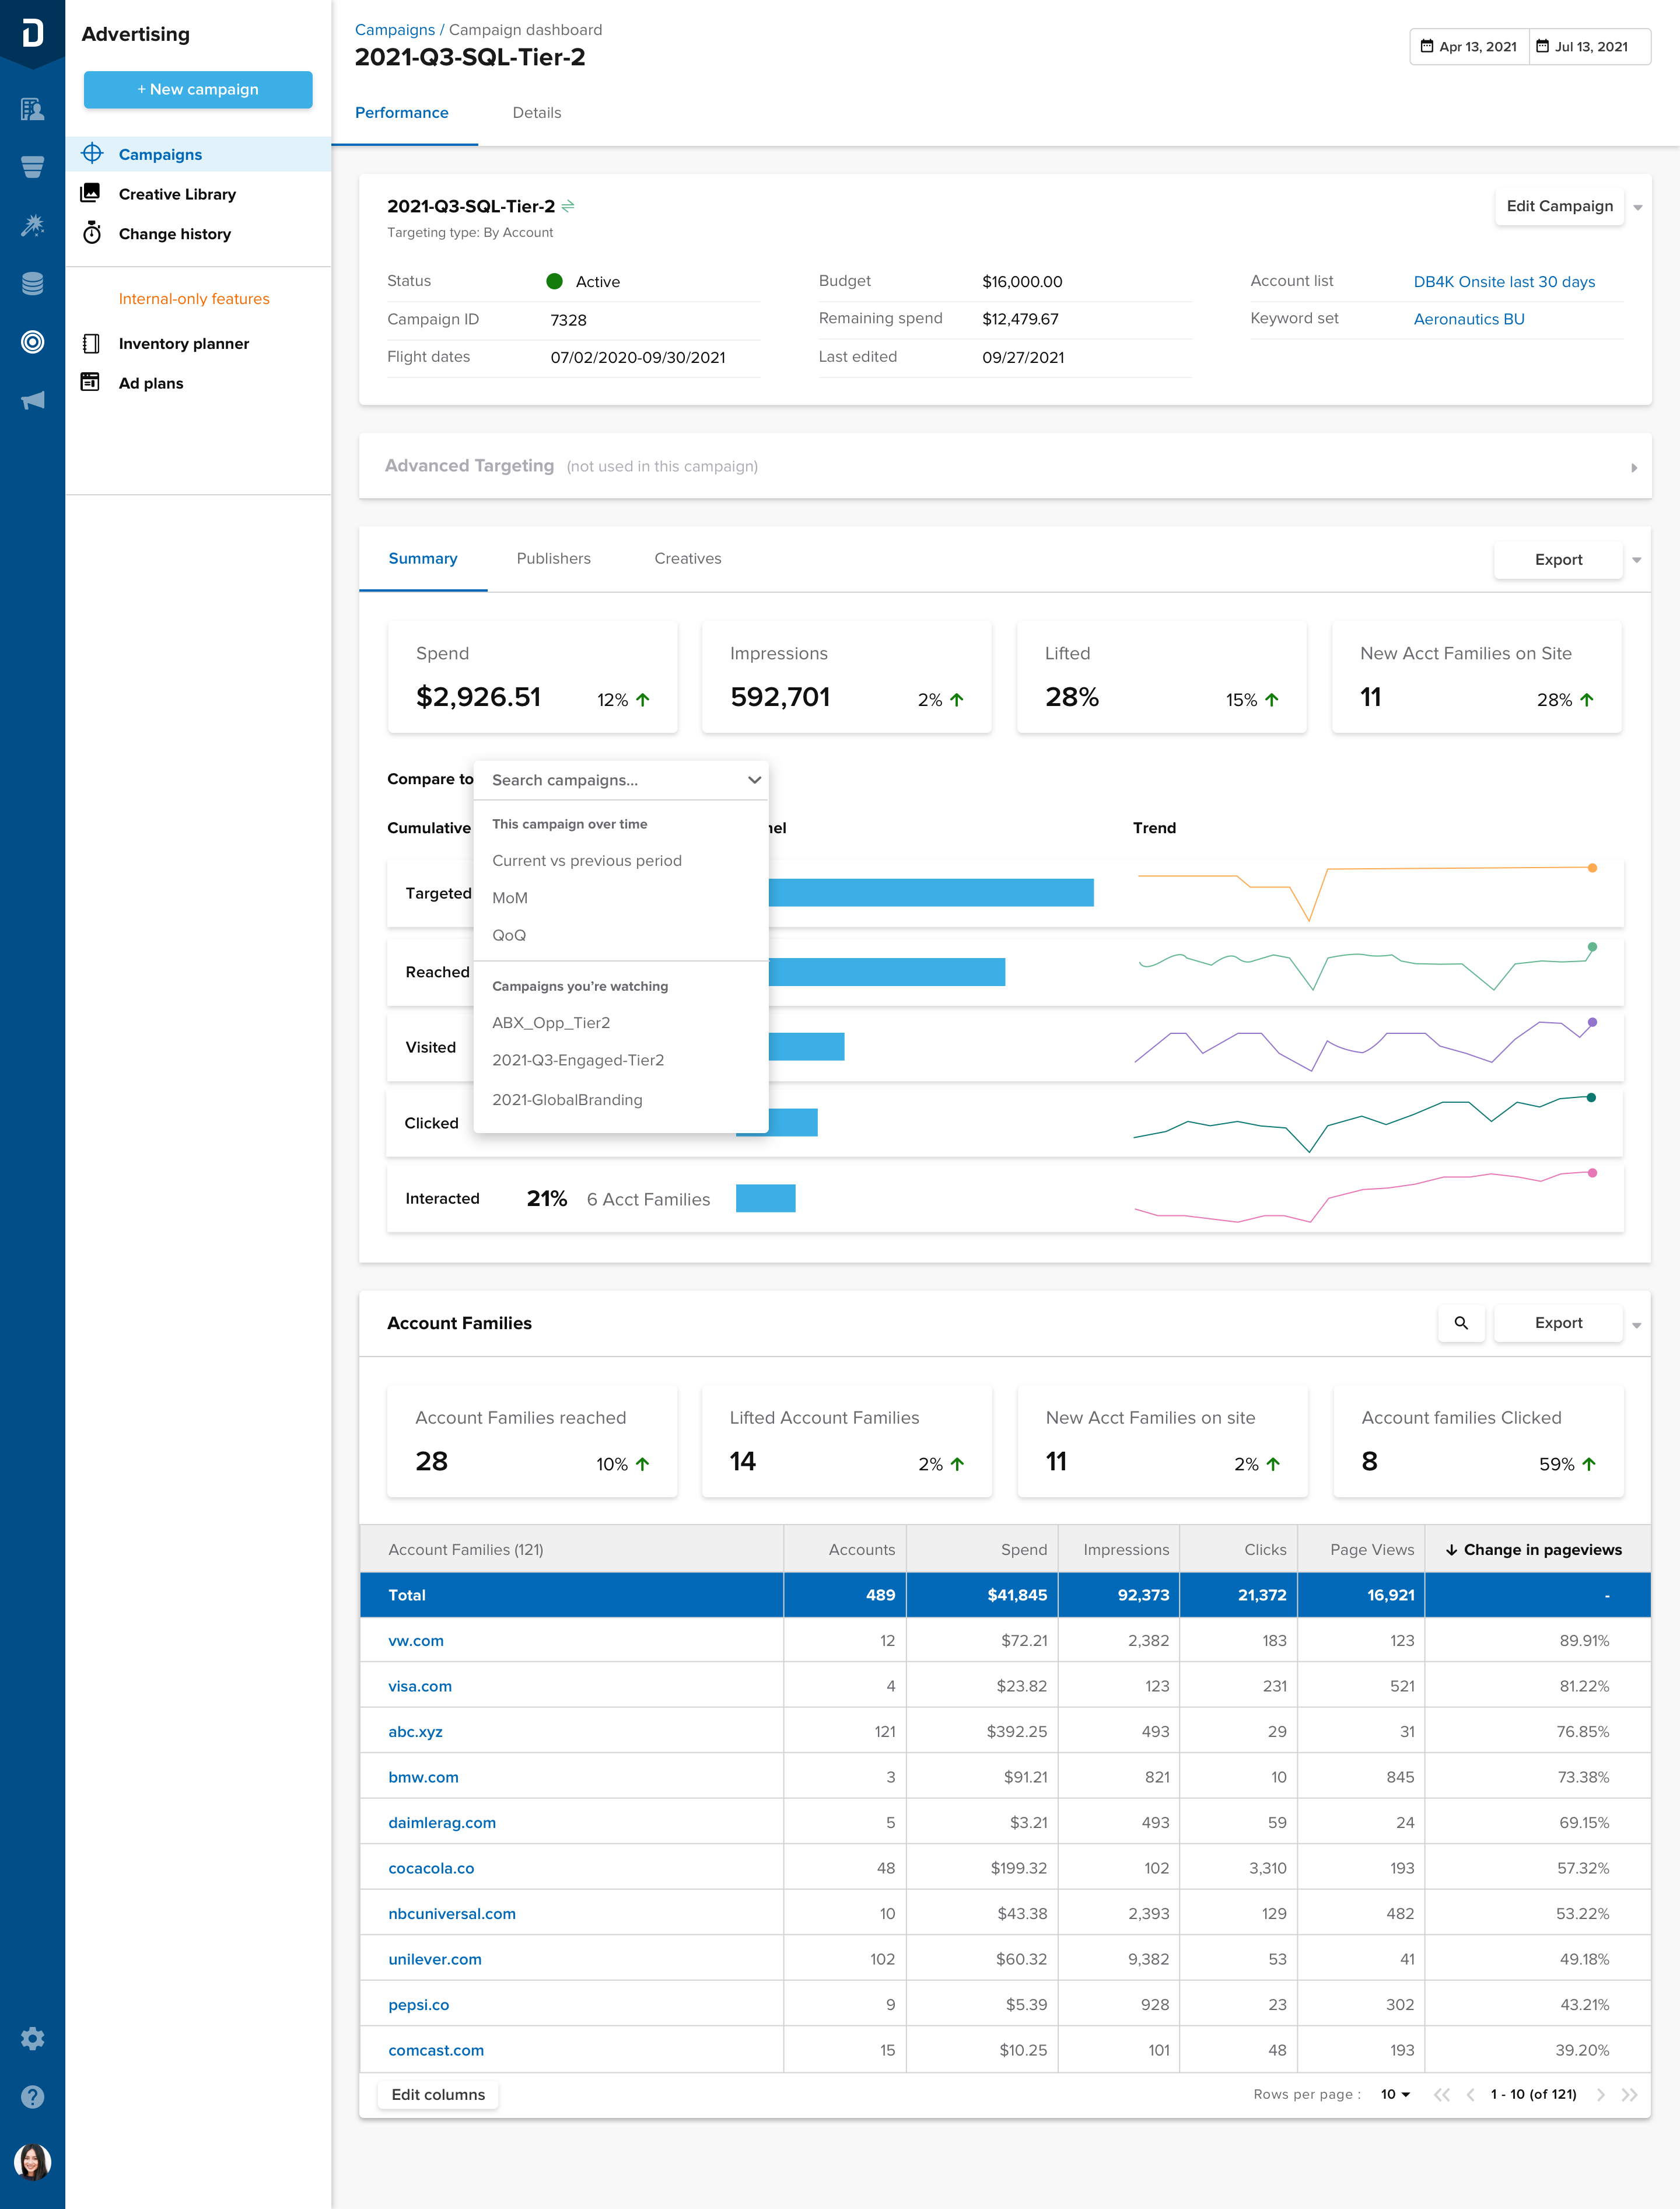 Advertising
+ New campaign
Campaigns
Creative Library
Change history
Internal-only features
Inventory planner
Ad plans
Campaigns / Campaign dashboard
2021-Q3-SQL-Tier-2
Apr 13, 2021 Jul 13, 2021
Performance Details
2021-Q3-SQL-Tier-2
Edit Campaign
Targeting type: By Account
Status Active Budget $16,000.00 Account list DB4K Onsite last 30 days
Campaign ID 7328 Remaining spend $12,479.67 Keyword set Aeronautics BU
Flight dates 07/02/2020-09/30/2021 Last edited 09/27/2021
Advanced Targeting (not used in this campaign)
Summary Publishers Creatives Export
Spend Impressions Lifted New Acct Families on Site
$2,926.51 12% 592,701 2% 28% 15% 11 28%
Compare to Search campaigns...
This campaign over time
Current vs previous period
MoM
QoQ
Campaigns you're watching
ABX_Opp_Tier2
2021-Q3-Engaged-Tier2
2021-GlobalBranding
Cumulative nel Trend
Targeted
Reached
Visited
Clicked
Interacted 21% 6 Acct Families
Account Families Export
Account Families reached Lifted Account Families New Acct Families on site Account families Clicked
28 10% 14 2% 11 2% 8 59%
Account Families (121) Accounts Spend Impressions Clicks Page Views Change in pageviews
Total 489 $41,845 92,373 21,372 16,921 -
vw.com 12 $72.21 2,382 183 123 89.91%
visa.com 4 $23.82 123 231 521 81.22%
abc.xyz 121 $392.25 493 29 31 76.85%
bmw.com 3 $91.21 821 10 845 73.38%
daimlerag.com 5 $3.21 493 59 24 69.15%
cocacola.co 48 $199.32 102 3,310 193 57.32%
nbcuniversal.com 10 $43.38 2,393 129 482 53.22%
unilever.com 102 $60.32 9,382 53 41 49.18%
pepsi.co 9 $5.39 928 23 302 43.21%
comcast.com 15 $10.25 101 48 193 39.20%
Edit columns Rows per page : 10 1 - 10 (of 121)